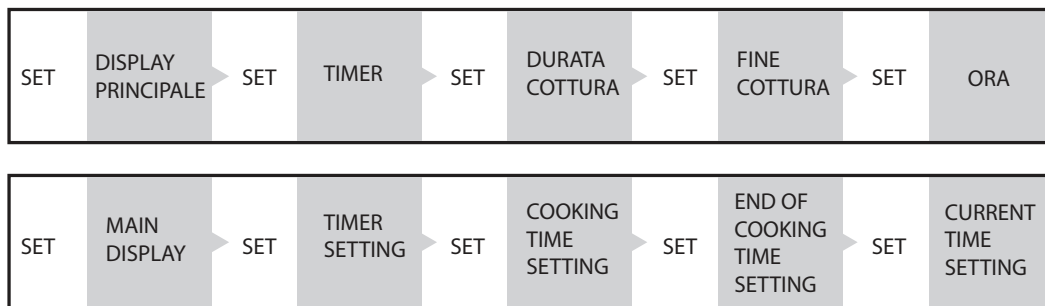 SET
DISPLAY
PRINCIPALE
SET
TIMER
SET
DURATA
COTTURA
SET
FINE
COTTURA
SET
ORA
SET
MAIN
DISPLAY
SET
TIMER
SETTING
SET
COOKING
TIME
SETTING
SET
END OF
COOKING
TIME
SETTING
SET
CURRENT
TIME
SETTING